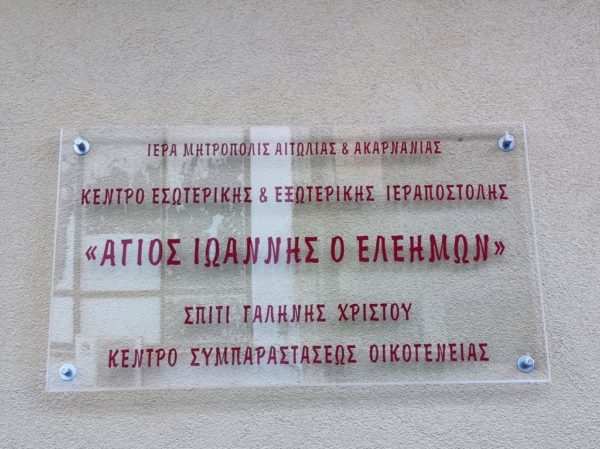 ΙΕΡΑ ΜΗΤΡΟΠΟΛΙΣ ΑΙΤΩΛΙΑΣ & ΑΚΑΡΝΑΝΙΑΣ
ΚΕΝΤΡΟ ΕΣΩΤΕΡΙΚΗΣ & ΕΞΩΤΕΡΙΚΗΣ ΙΕΡΑΠΟΣΤΟΛΗΣ
«ΑΓΙΟΣ ΙΩΑΝΝΗΣ Ο ΕΛΕΗΜΩΝ»
ΣΠΙΤΙ ΓΑΛΗΝΗΣ ΧΡΙΣΤΟΥ
ΚΕΝΤΡΟ ΣΥΜΠΑΡΑΣΤΑΣΕΩΣ ΟΙΚΟΓΕΝΕΙΑΣ